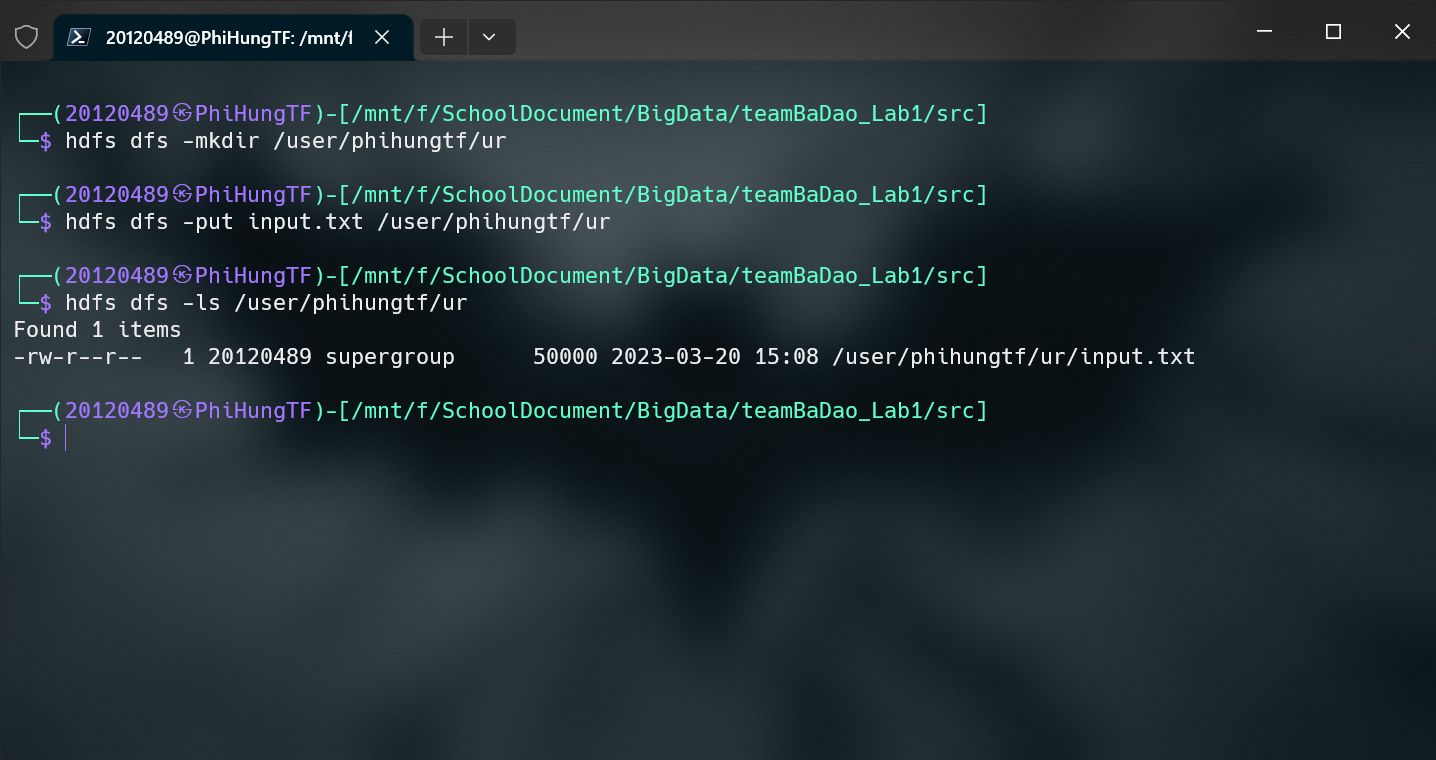 20120489@PhiHungTF: /mnt/f
┌──(20120489㉿PhiHungTF)-[/mnt/f/SchoolDocument/BigData/teamBaDao_Lab1/src]
└─$ hdfs dfs -mkdir /user/phihungtf/ur
┌──(20120489㉿PhiHungTF)-[/mnt/f/SchoolDocument/BigData/teamBaDao_Lab1/src]
└─$ hdfs dfs -put input.txt /user/phihungtf/ur
┌──(20120489㉿PhiHungTF)-[/mnt/f/SchoolDocument/BigData/teamBaDao_Lab1/src]
└─$ hdfs dfs -ls /user/phihungtf/ur
Found 1 items
-rw-r--r--   1 20120489 supergroup      50000 2023-03-20 15:08 /user/phihungtf/ur/input.txt
┌──(20120489㉿PhiHungTF)-[/mnt/f/SchoolDocument/BigData/teamBaDao_Lab1/src]
└─$